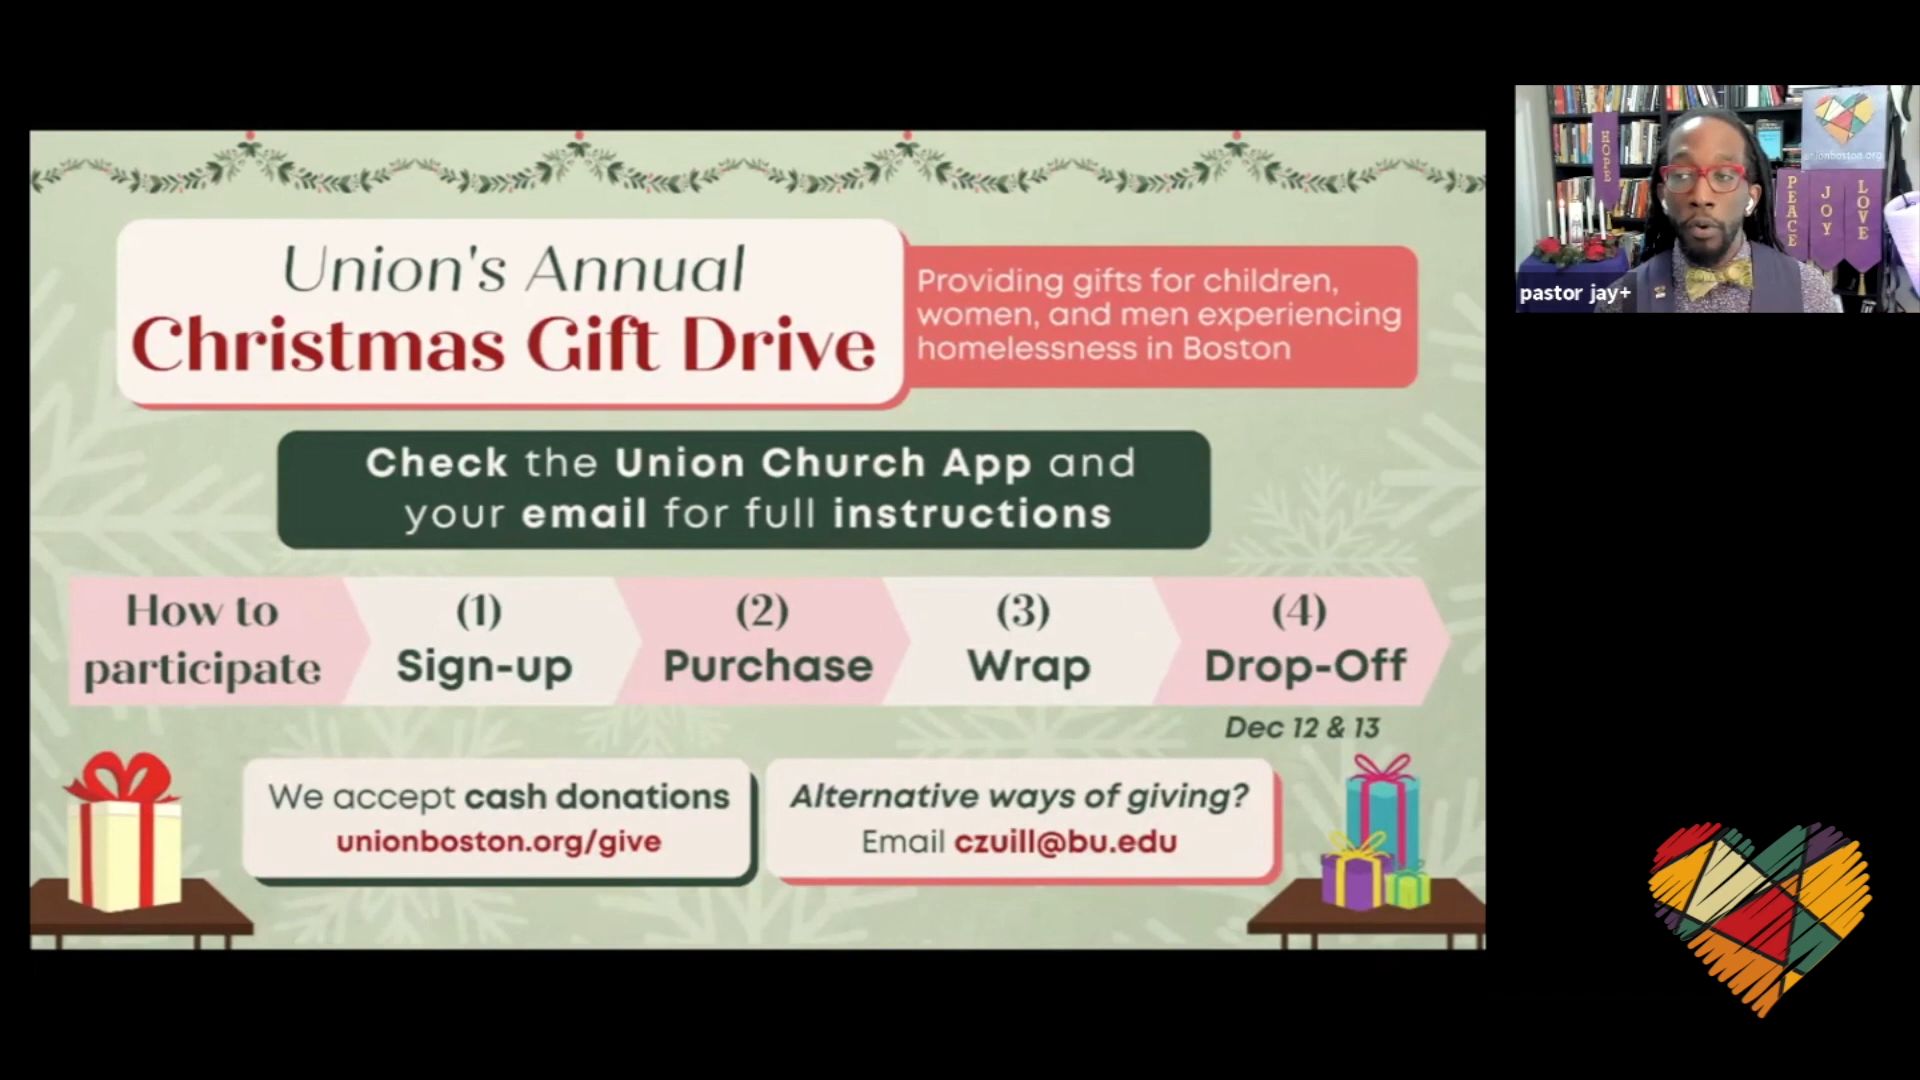 Union's Annual
Christmas Gift Drive
Providing gifts for children,
women, and men experiencing
homelessness in Boston
Check the Union Church App and
your email for full instructions
How to
participate
(1)
Sign-up
(2)
Purchase
(3)
Wrap
(4)
Drop-Off
Dec 12 & 13
We accept cash donations
unionboston.org/give
Alternative ways of giving?
Email czuill@bu.edu
HOPE
unionboston.org
PEACE
JOY
LOVE
pastor jay+